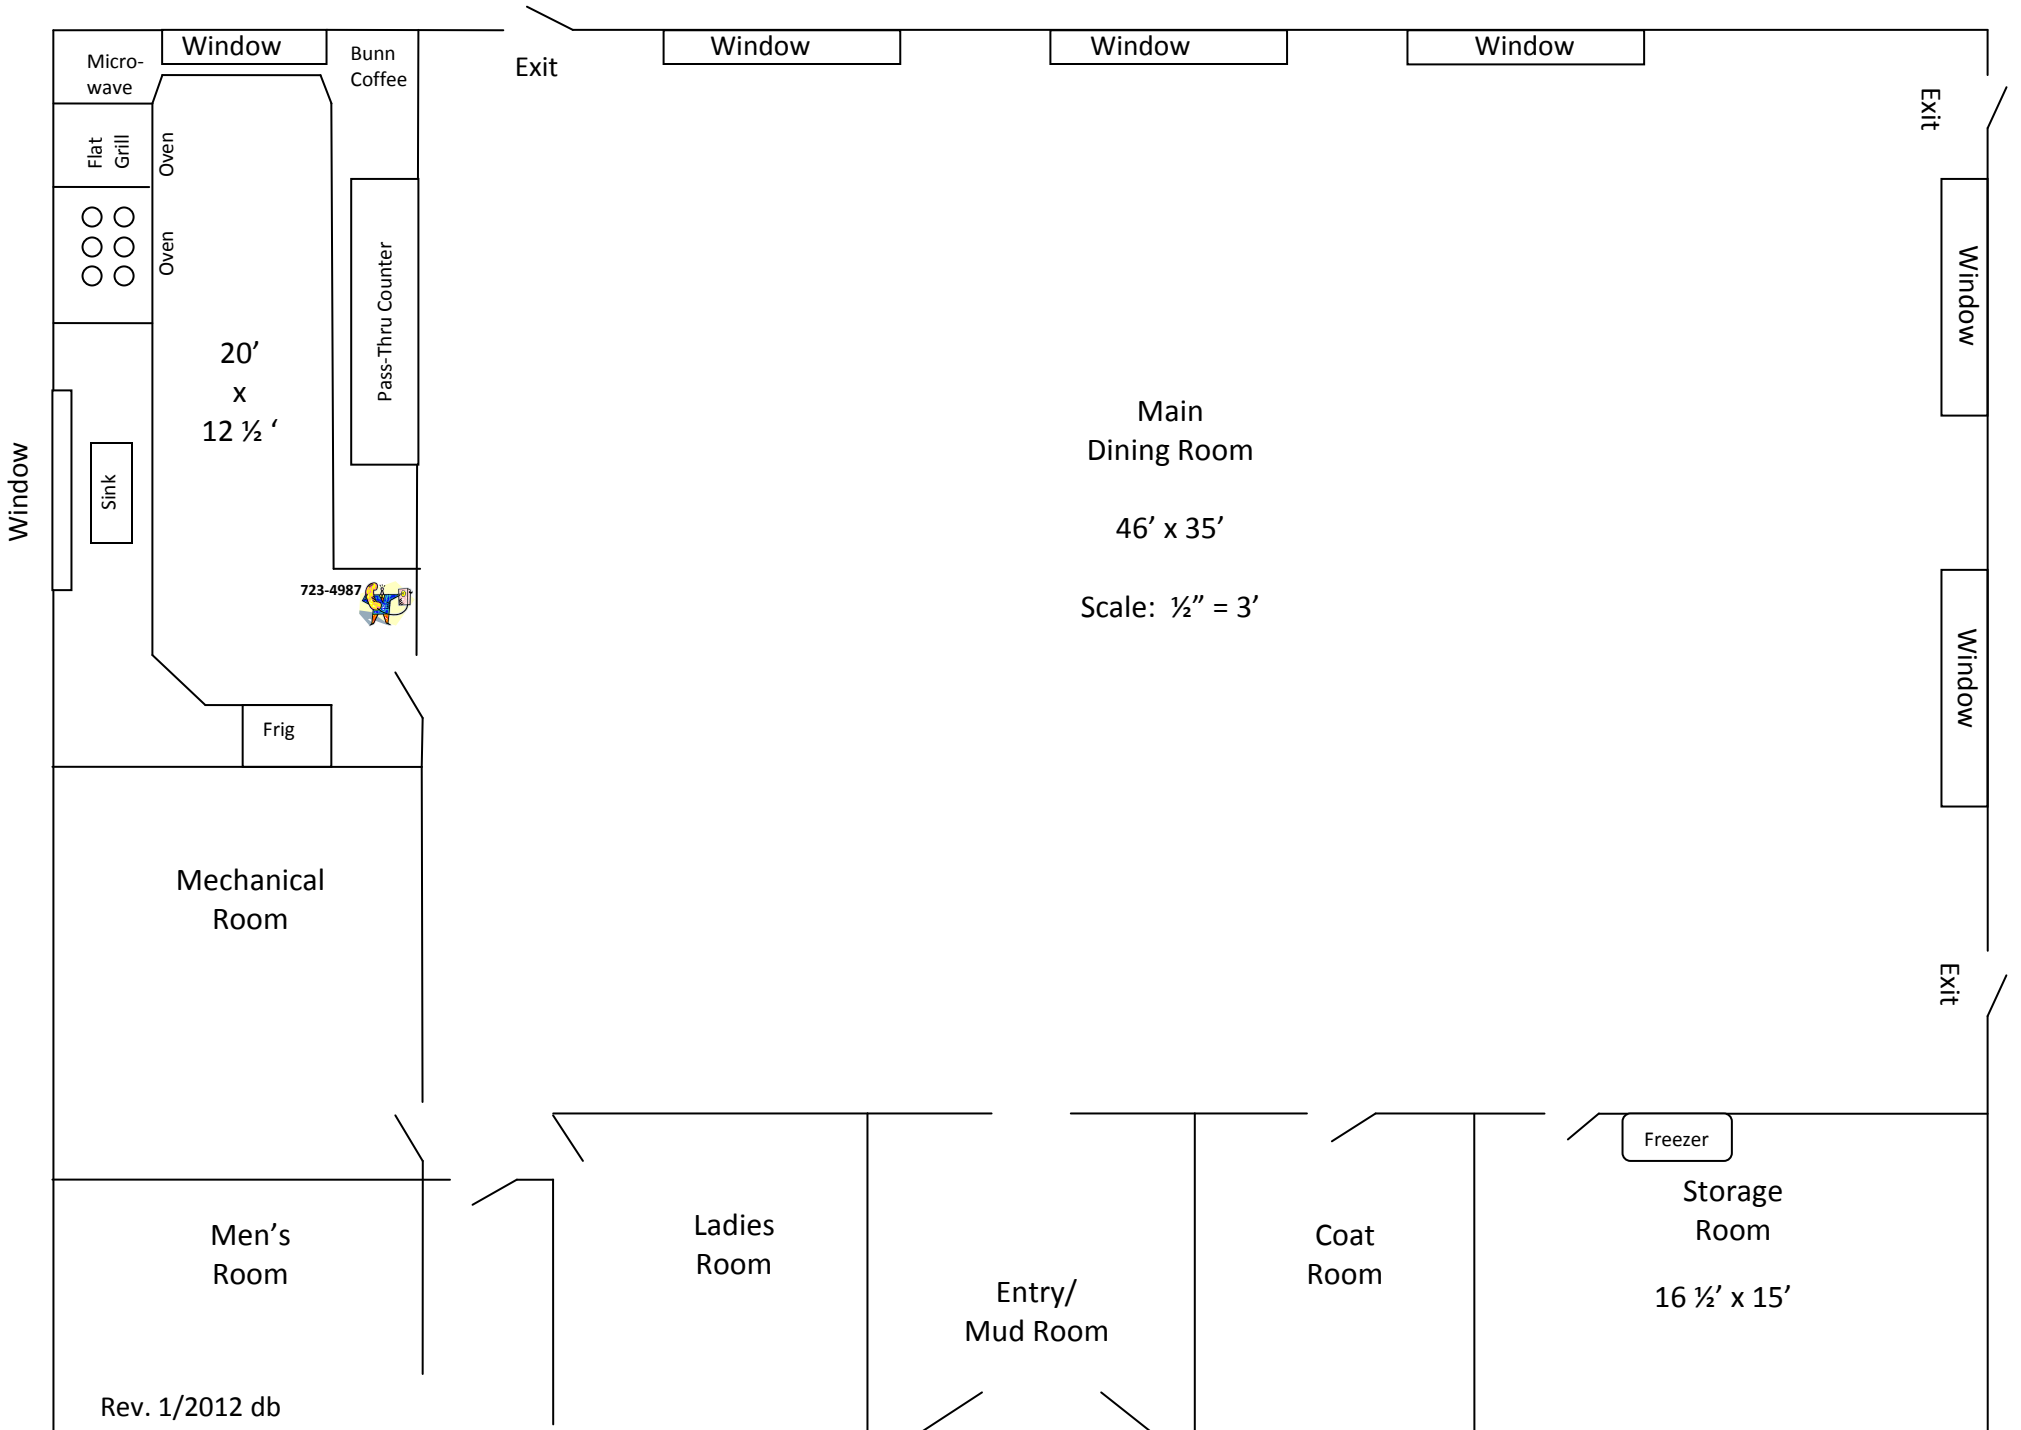 Window
Window
Window
Window
Micro-
wave
Bunn
Coffee
Exit
Exit
Flat
Grill
Oven
Oven
Pass-Thru Counter
Window
20’
x
12 ½ ‘
Main
Dining Room
46’ x 35’
Scale:  ½” = 3’
Window
Sink
723-4987
Window
Frig
Mechanical
Room
Exit
Freezer
Storage
Room
16 ½’ x 15’
Men’s
Room
Ladies
Room
Entry/
Mud Room
Coat
Room
Rev. 1/2012 db